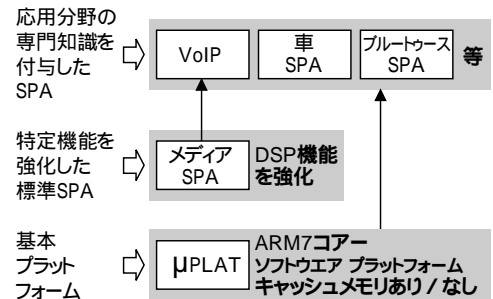 応用分野の
専門知識を
付与した
SPA
VoIP
車
SPA
ブルートゥース
SPA
等
特定機能を
強化した
標準SPA
メディア
SPA
DSP機能
を強化
基本
プラット
フォーム
μPLAT
ARM7コアー
ソフトウエア プラットフォーム
キャッシュメモリあり / なし